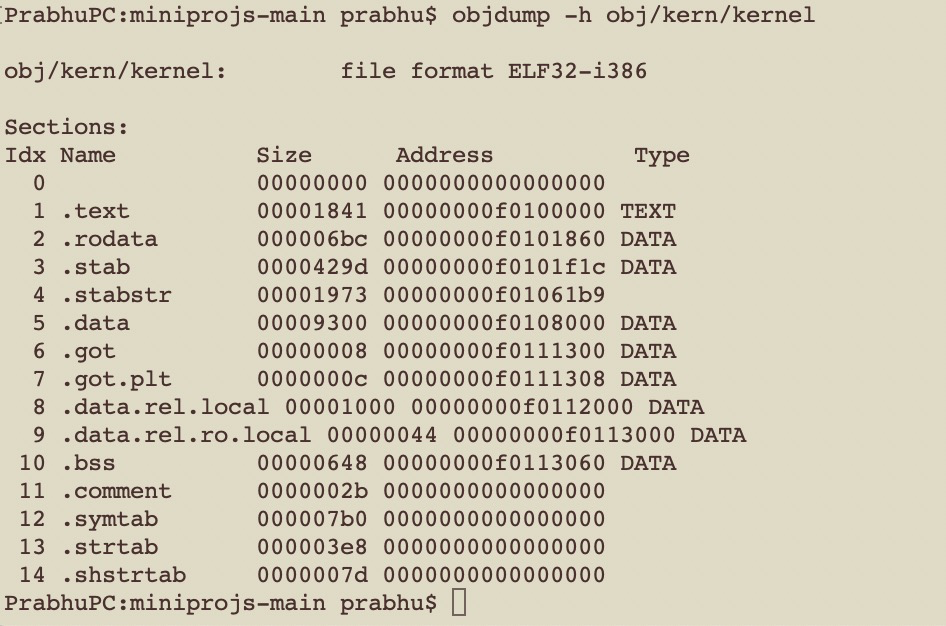 [PrabhuPC:miniprojs-main prabhu$ objdump -h obj/kern/kernel
obj/kern/kernel:        file format ELF32-i386
Sections:
Idx Name          Size      Address          Type
  0               00000000 0000000000000000
  1 .text         00001841 00000000f0100000 TEXT
  2 .rodata       000006bc 00000000f0101860 DATA
  3 .stab         0000429d 00000000f0101f1c DATA
  4 .stabstr      00001973 00000000f01061b9
  5 .data         00009300 00000000f0108000 DATA
  6 .got          00000008 00000000f0111300 DATA
  7 .got.plt      0000000c 00000000f0111308 DATA
  8 .data.rel.local 00001000 00000000f0112000 DATA
  9 .data.rel.ro.local 00000044 00000000f0113000 DATA
 10 .bss          00000648 00000000f0113060 DATA
 11 .comment      0000002b 0000000000000000
 12 .symtab       000007b0 0000000000000000
 13 .strtab       000003e8 0000000000000000
 14 .shstrtab     0000007d 0000000000000000
PrabhuPC:miniprojs-main prabhu$